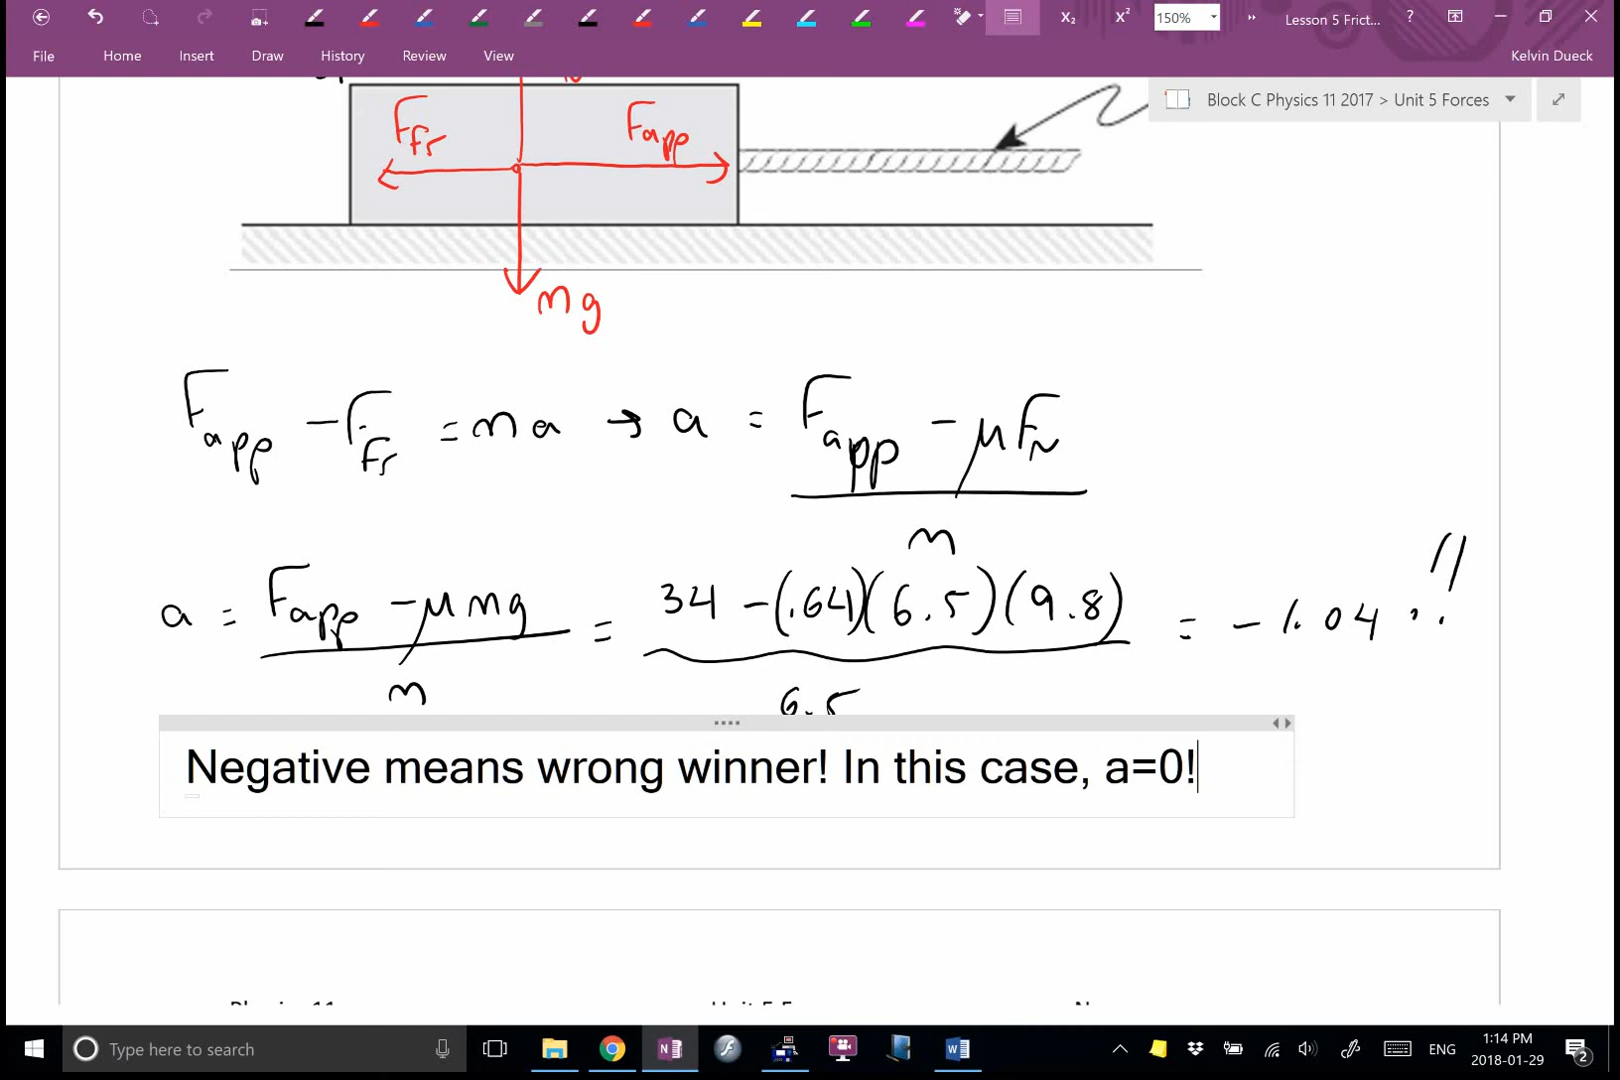 X₂ X² 150% Lesson 5 Frict... ?
File Home Insert Draw History Review View Kelvin Dueck
Block C Physics 11 2017 > Unit 5 Forces
Ffr Fapp
mg
Fapp - Ffr = ma → a = Fapp - μFN
m
a = Fapp - μmg = 34 - (.64)(6.5)(9.8) = -1.04 !!
m 6.5
Negative means wrong winner! In this case, a=0!
Type here to search
ENG
1:14 PM
2018-01-29
2